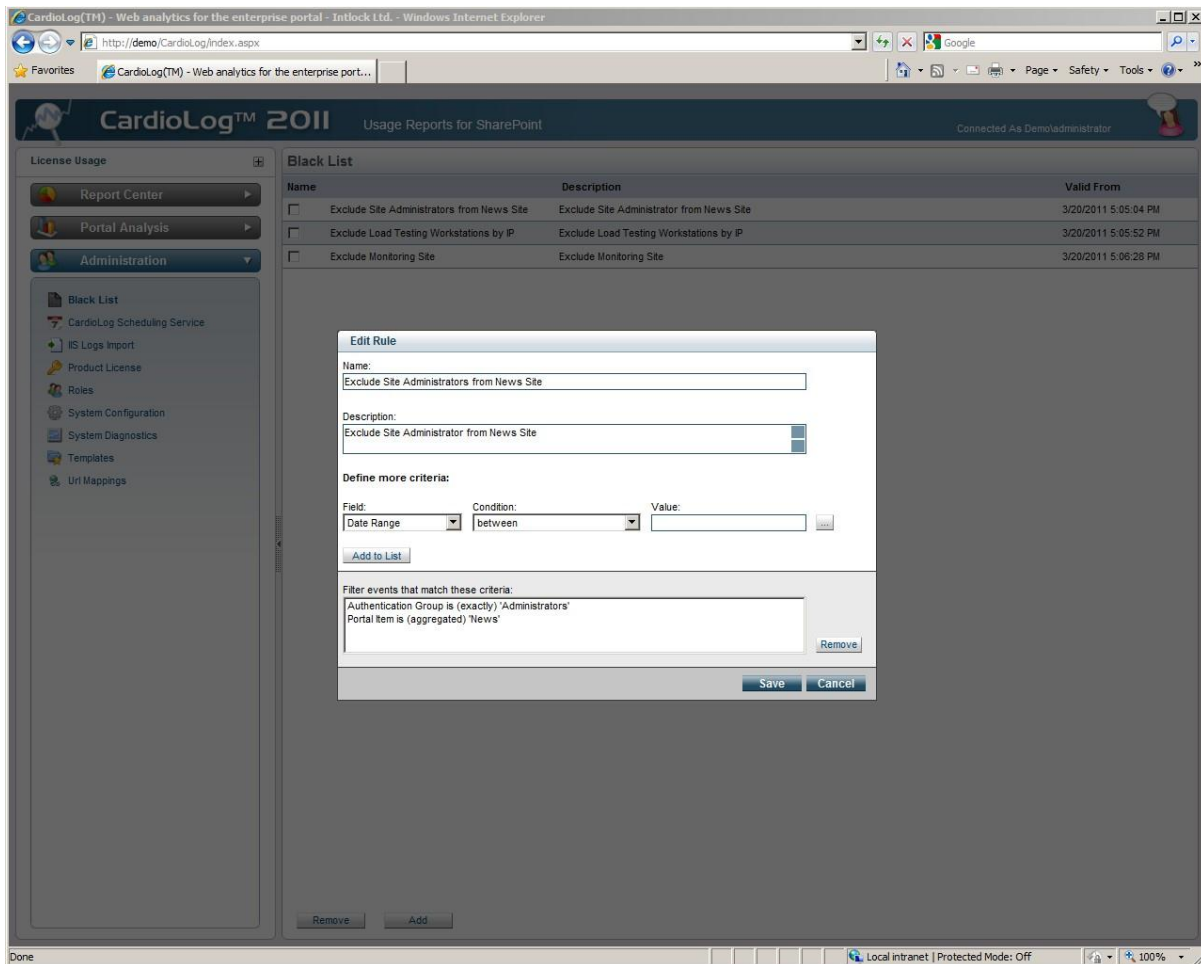 CardioLog(TM) - Web analytics for the enterprise portal - Intlock Ltd. - Windows Internet Explorer
http://demo/CardioLog/index.aspx
Google
Favorites
CardioLog(TM) - Web analytics for the enterprise port...
Page
Safety
Tools
CardioLog™ 2011
Usage Reports for SharePoint
Connected As Demo\administrator
License Usage
Report Center
Portal Analysis
Administration
Black List
CardioLog Scheduling Service
IIS Logs Import
Product License
Roles
System Configuration
System Diagnostics
Templates
Url Mappings
Black List
Name Description Valid From
Exclude Site Administrators from News Site Exclude Site Administrator from News Site 3/20/2011 5:05:04 PM
Exclude Load Testing Workstations by IP Exclude Load Testing Workstations by IP 3/20/2011 5:05:52 PM
Exclude Monitoring Site Exclude Monitoring Site 3/20/2011 5:06:28 PM
Edit Rule
Name:
Exclude Site Administrators from News Site
Description:
Exclude Site Administrator from News Site
Define more criteria:
Field: Condition: Value:
Date Range between ...
Add to List
Filter events that match these criteria:
Authentication Group is (exactly) 'Administrators'
Portal Item is (aggregated) 'News'
Remove
Save Cancel
Remove Add
Done
Local intranet | Protected Mode: Off
100%